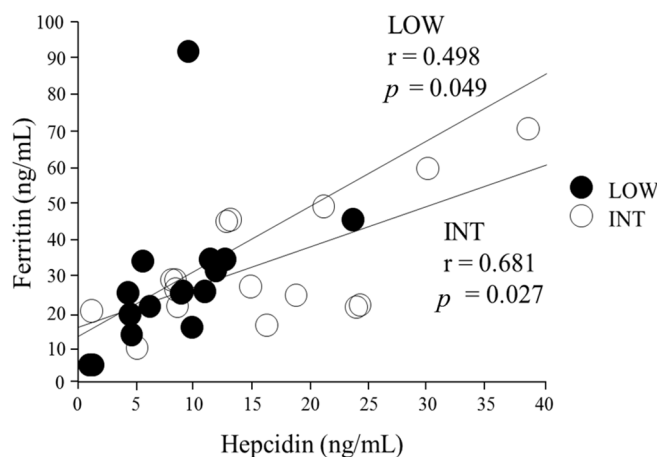 LOW
r = 0.498
p = 0.049
100
90
80
70
60
50
40
30
20
10
0
Ferritin (ng/mL)
LOW
INT
INT
r = 0.681
p = 0.027
0 5 10 15 20 25 30 35 40
Hepcidin (ng/mL)